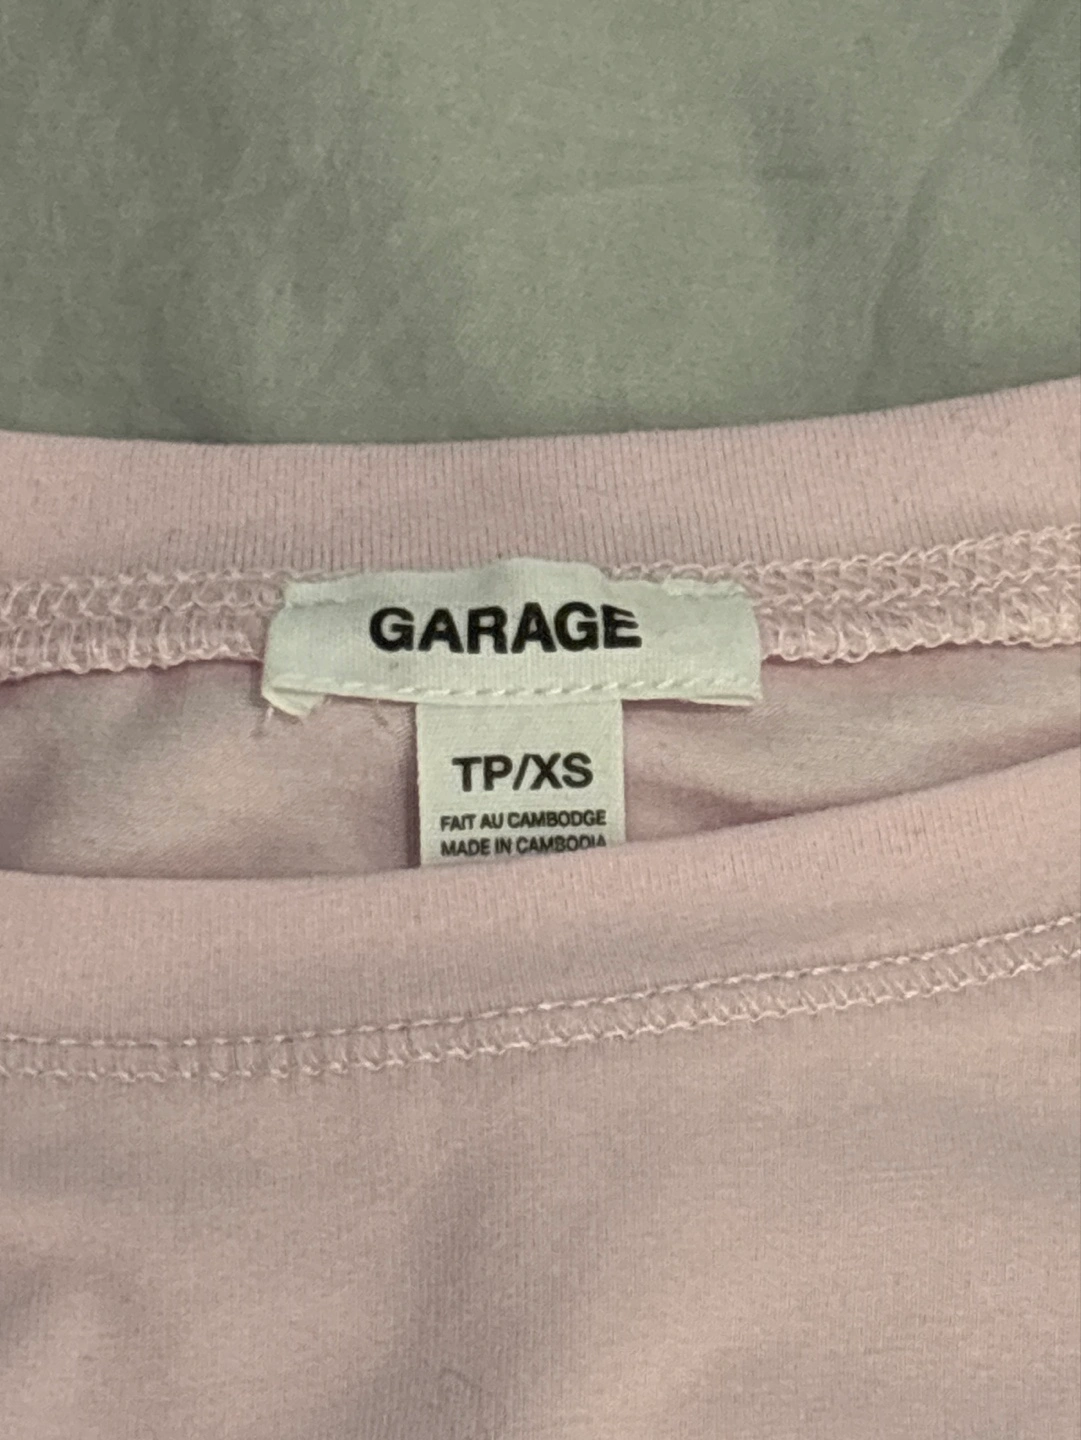 GARAGE
TP/XS
FAIT AU CAMBODGE
MADE IN CAMBODIA